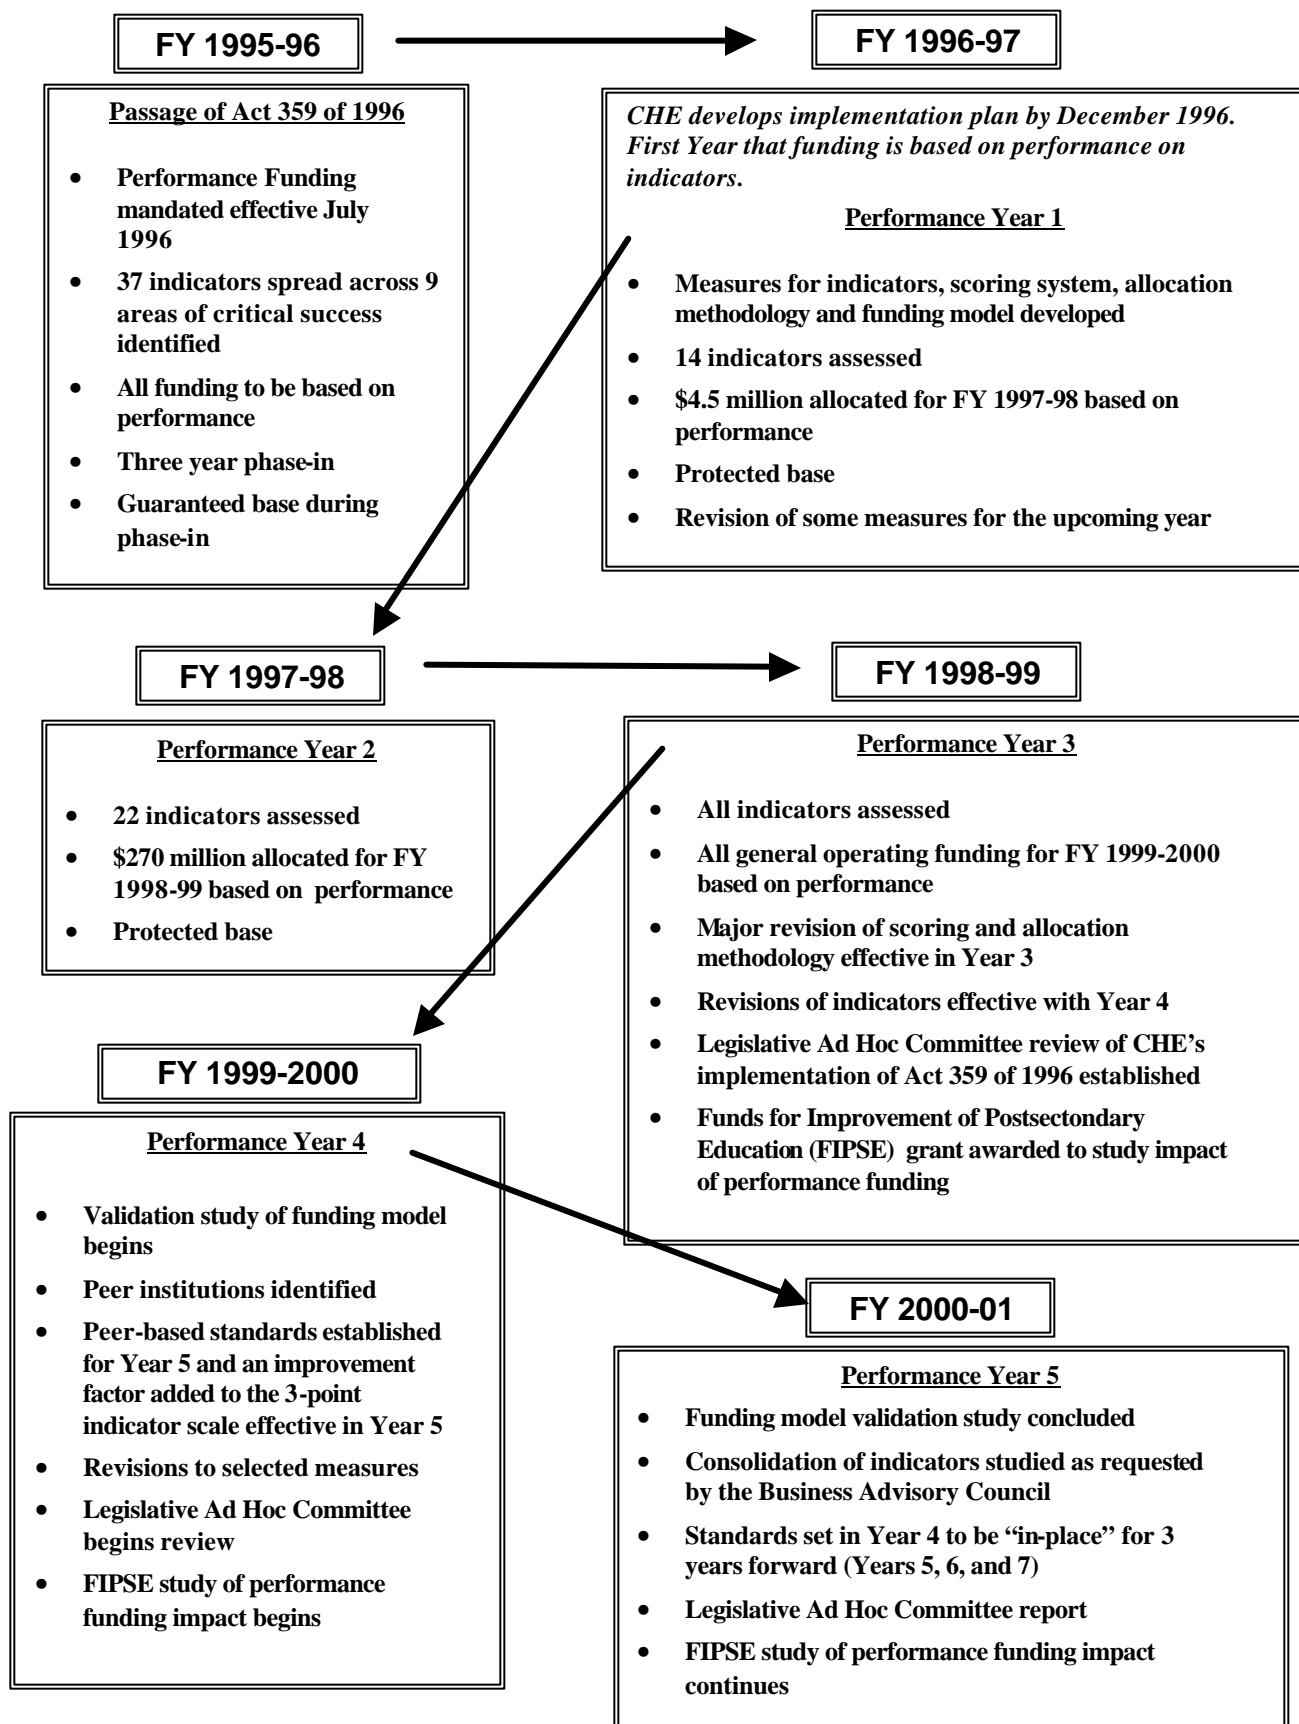 FY 1995-96
FY 1996-97
Passage of Act 359 of 1996
• Performance Funding
mandated effective July
1996
• 37 indicators spread across 9
areas of critical success
identified
• All funding to be based on
performance
• Three year phase-in
• Guaranteed base during
phase-in
CHE develops implementation plan by December 1996.
First Year that funding is based on performance on
indicators.
Performance Year 1
• Measures for indicators, scoring system, allocation
methodology and funding model developed
• 14 indicators assessed
• $4.5 million allocated for FY 1997-98 based on
performance
• Protected base
• Revision of some measures for the upcoming year
FY 1997-98
FY 1998-99
Performance Year 2
• 22 indicators assessed
• $270 million allocated for FY
1998-99 based on performance
• Protected base
Performance Year 3
• All indicators assessed
• All general operating funding for FY 1999-2000
based on performance
• Major revision of scoring and allocation
methodology effective in Year 3
• Revisions of indicators effective with Year 4
• Legislative Ad Hoc Committee review of CHE’s
implementation of Act 359 of 1996 established
• Funds for Improvement of Postsectondary
Education (FIPSE) grant awarded to study impact
of performance funding
FY 1999-2000
Performance Year 4
• Validation study of funding model
begins
• Peer institutions identified
• Peer-based standards established
for Year 5 and an improvement
factor added to the 3-point
indicator scale effective in Year 5
• Revisions to selected measures
• Legislative Ad Hoc Committee
begins review
• FIPSE study of performance
funding impact begins
FY 2000-01
Performance Year 5
• Funding model validation study concluded
• Consolidation of indicators studied as requested
by the Business Advisory Council
• Standards set in Year 4 to be “in-place” for 3
years forward (Years 5, 6, and 7)
• Legislative Ad Hoc Committee report
• FIPSE study of performance funding impact
continues